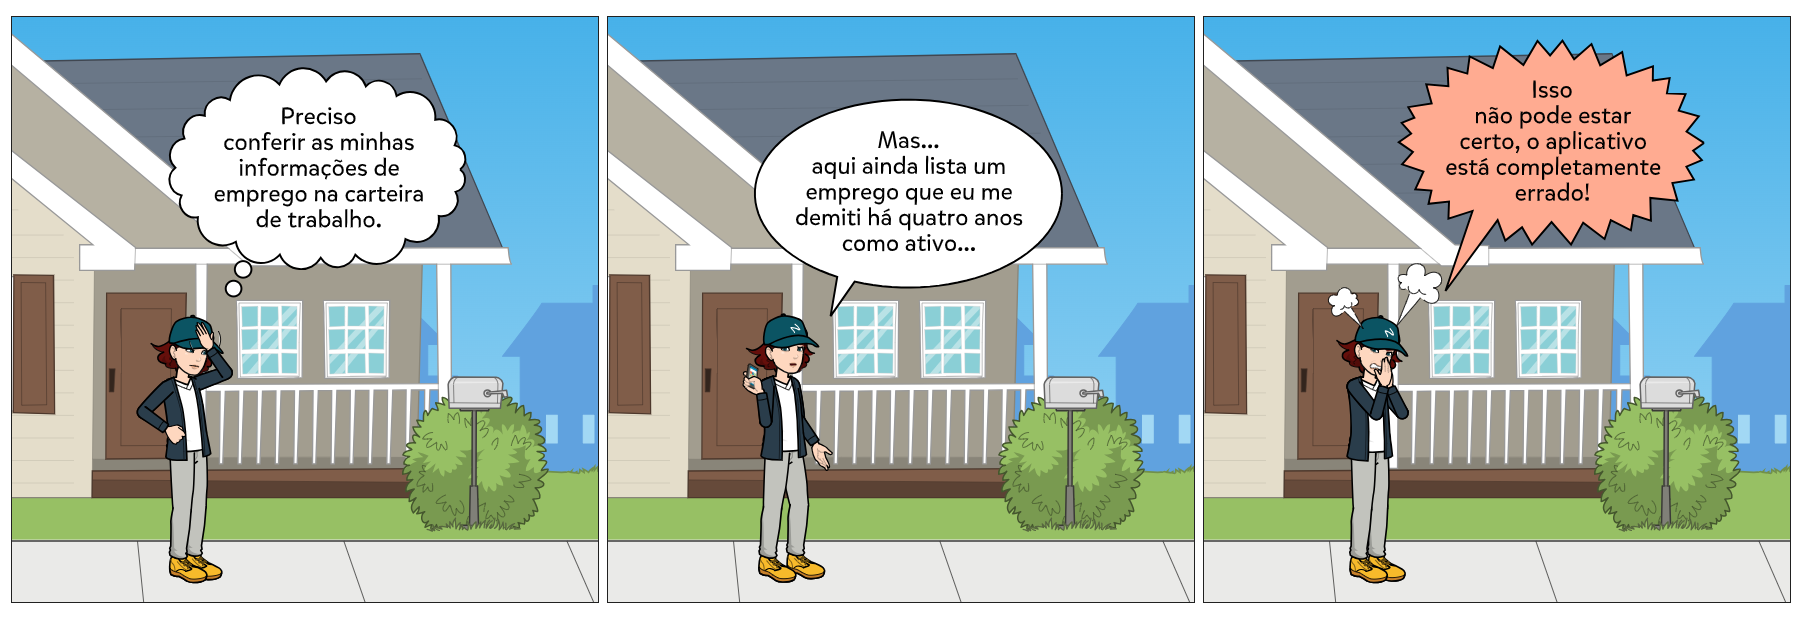 Preciso
conferir as minhas
informações de
emprego na carteira
de trabalho.
Mas...
aqui ainda lista um
emprego que eu me
demiti há quatro anos
como ativo...
Isso
não pode estar
certo, o aplicativo
está completamente
errado!
N
N